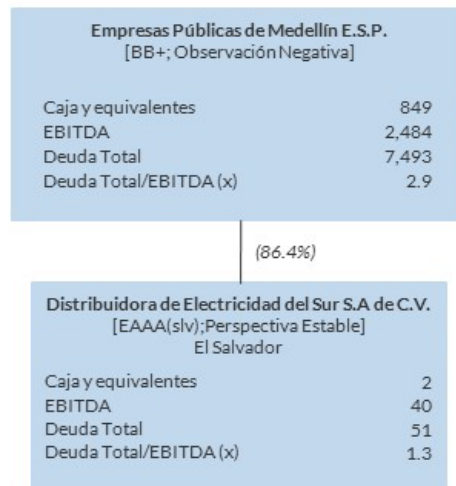 Empresas Públicas de Medellín E.S.P.
[BB+; Observación Negativa]
Caja y equivalentes 849
EBITDA 2,484
Deuda Total 7,493
Deuda Total/EBITDA (x) 2.9
(86.4%)
Distribuidora de Electricidad del Sur S.A de C.V.
[EAAA(slv);Perspectiva Estable]
El Salvador
Caja y equivalentes 2
EBITDA 40
Deuda Total 51
Deuda Total/EBITDA (x) 1.3